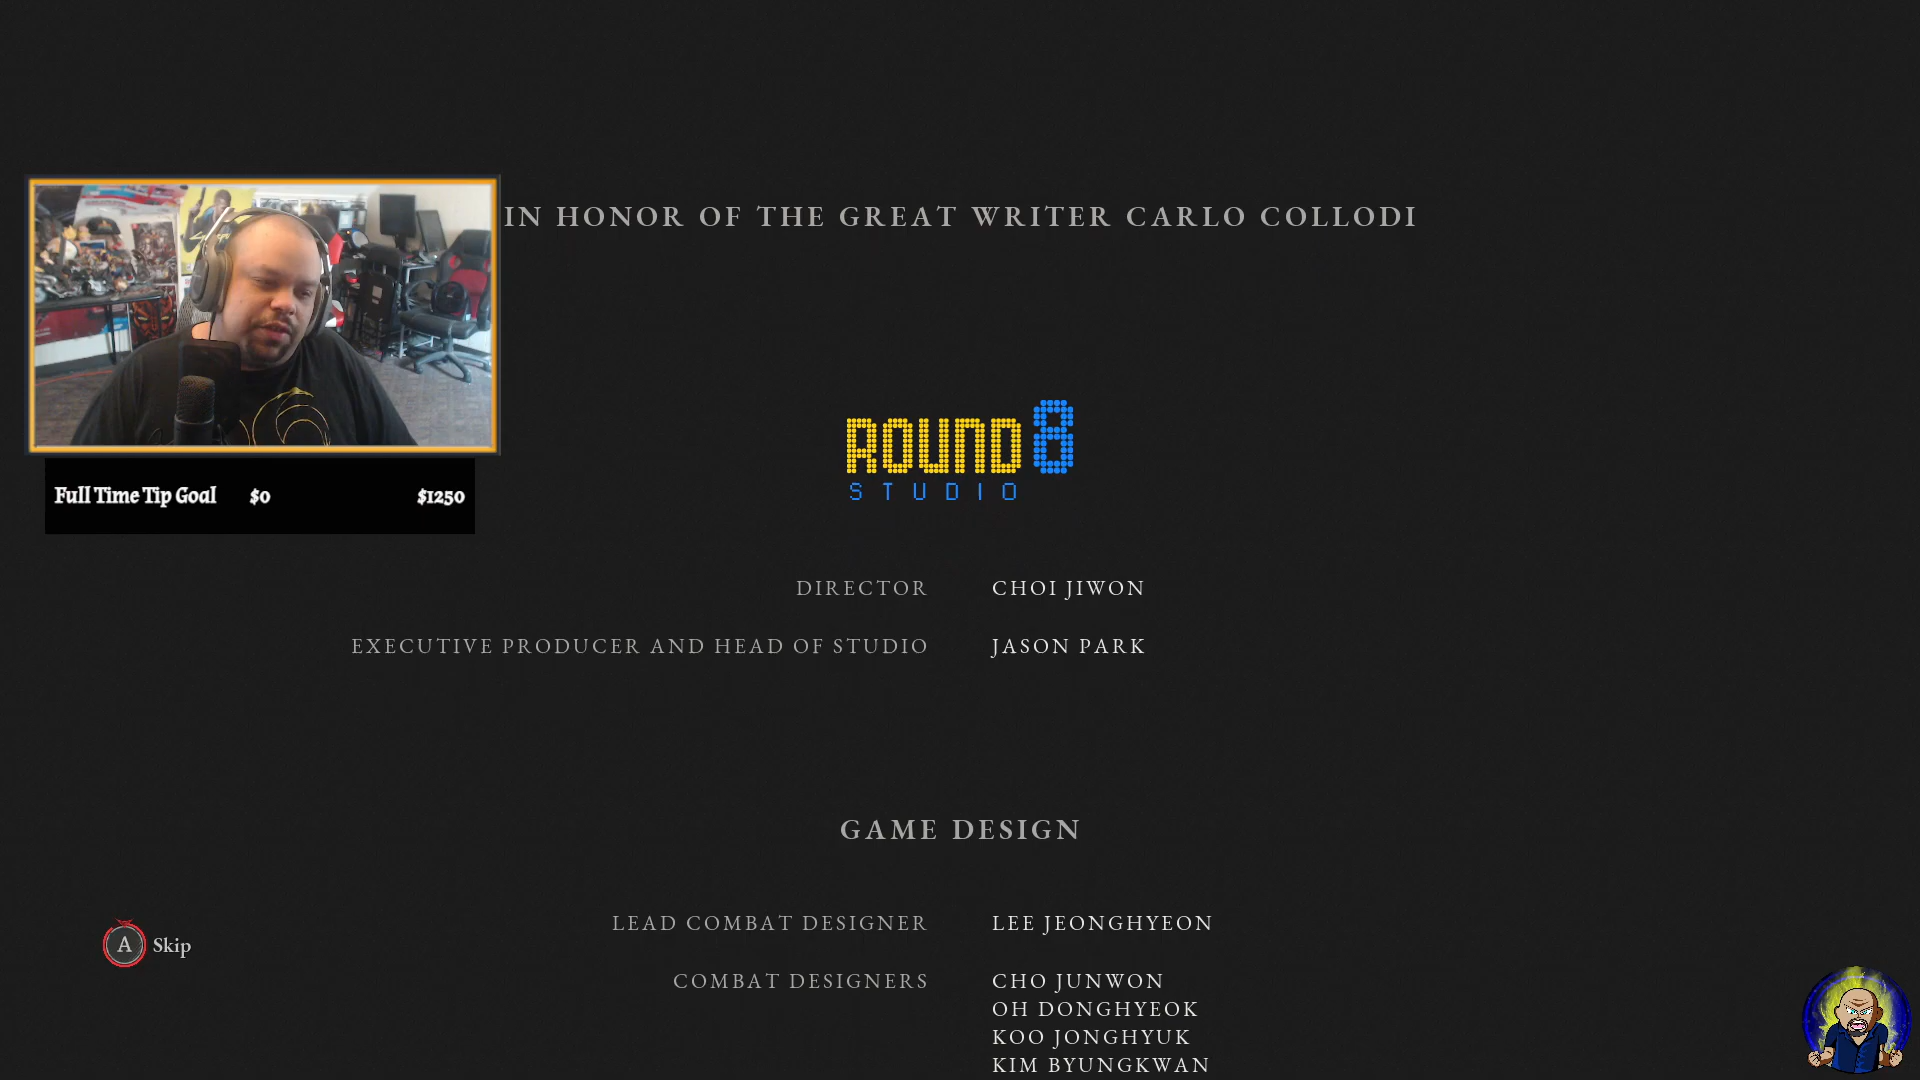 IN HONOR OF THE GREAT WRITER CARLO COLLODI
ROUND8
STUDIO
Full Time Tip Goal $0 $1250
DIRECTOR CHOI JIWON
EXECUTIVE PRODUCER AND HEAD OF STUDIO JASON PARK
GAME DESIGN
LEAD COMBAT DESIGNER LEE JEONGHYEON
COMBAT DESIGNERS CHO JUNWON
OH DONGHYEOK
KOO JONGHYUK
KIM BYUNGKWAN
A Skip